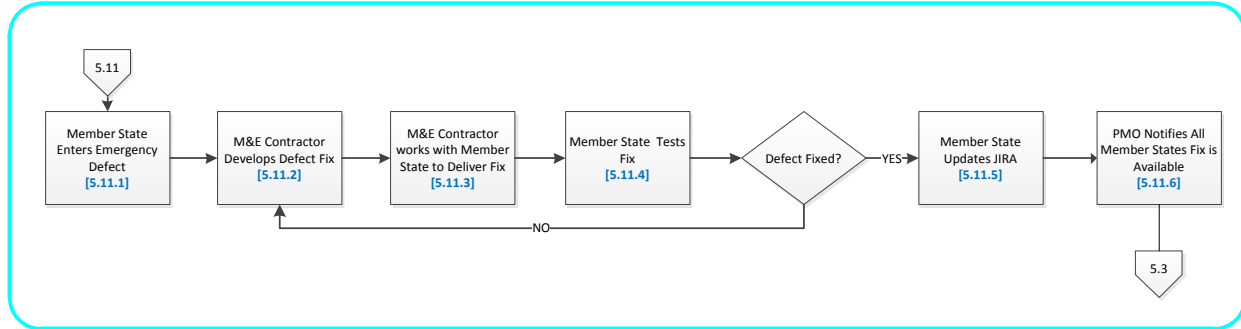 5.11
Member State
Enters Emergency
Defect
[5.11.1]
M&E Contractor
Develops Defect Fix
[5.11.2]
M&E Contractor
works with Member
State to Deliver Fix
[5.11.3]
Member State Tests
Fix
[5.11.4]
Defect Fixed?
YES
NO
Member State
Updates JIRA
[5.11.5]
PMO Notifies All
Member States Fix is
Available
[5.11.6]
5.3